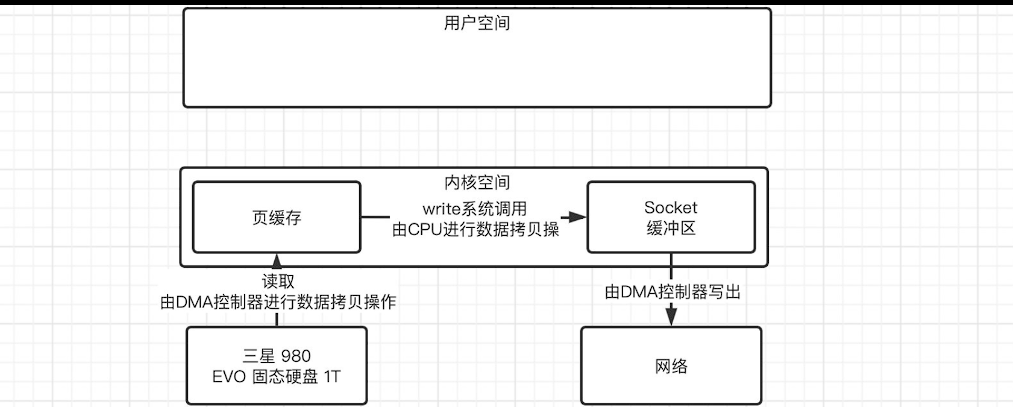 用户空间
内核空间
页缓存
write系统调用
由CPU进行数据拷贝操
Socket
缓冲区
读取
由DMA控制器进行数据拷贝操作
由DMA控制器写出
三星 980
EVO 固态硬盘 1T
网络